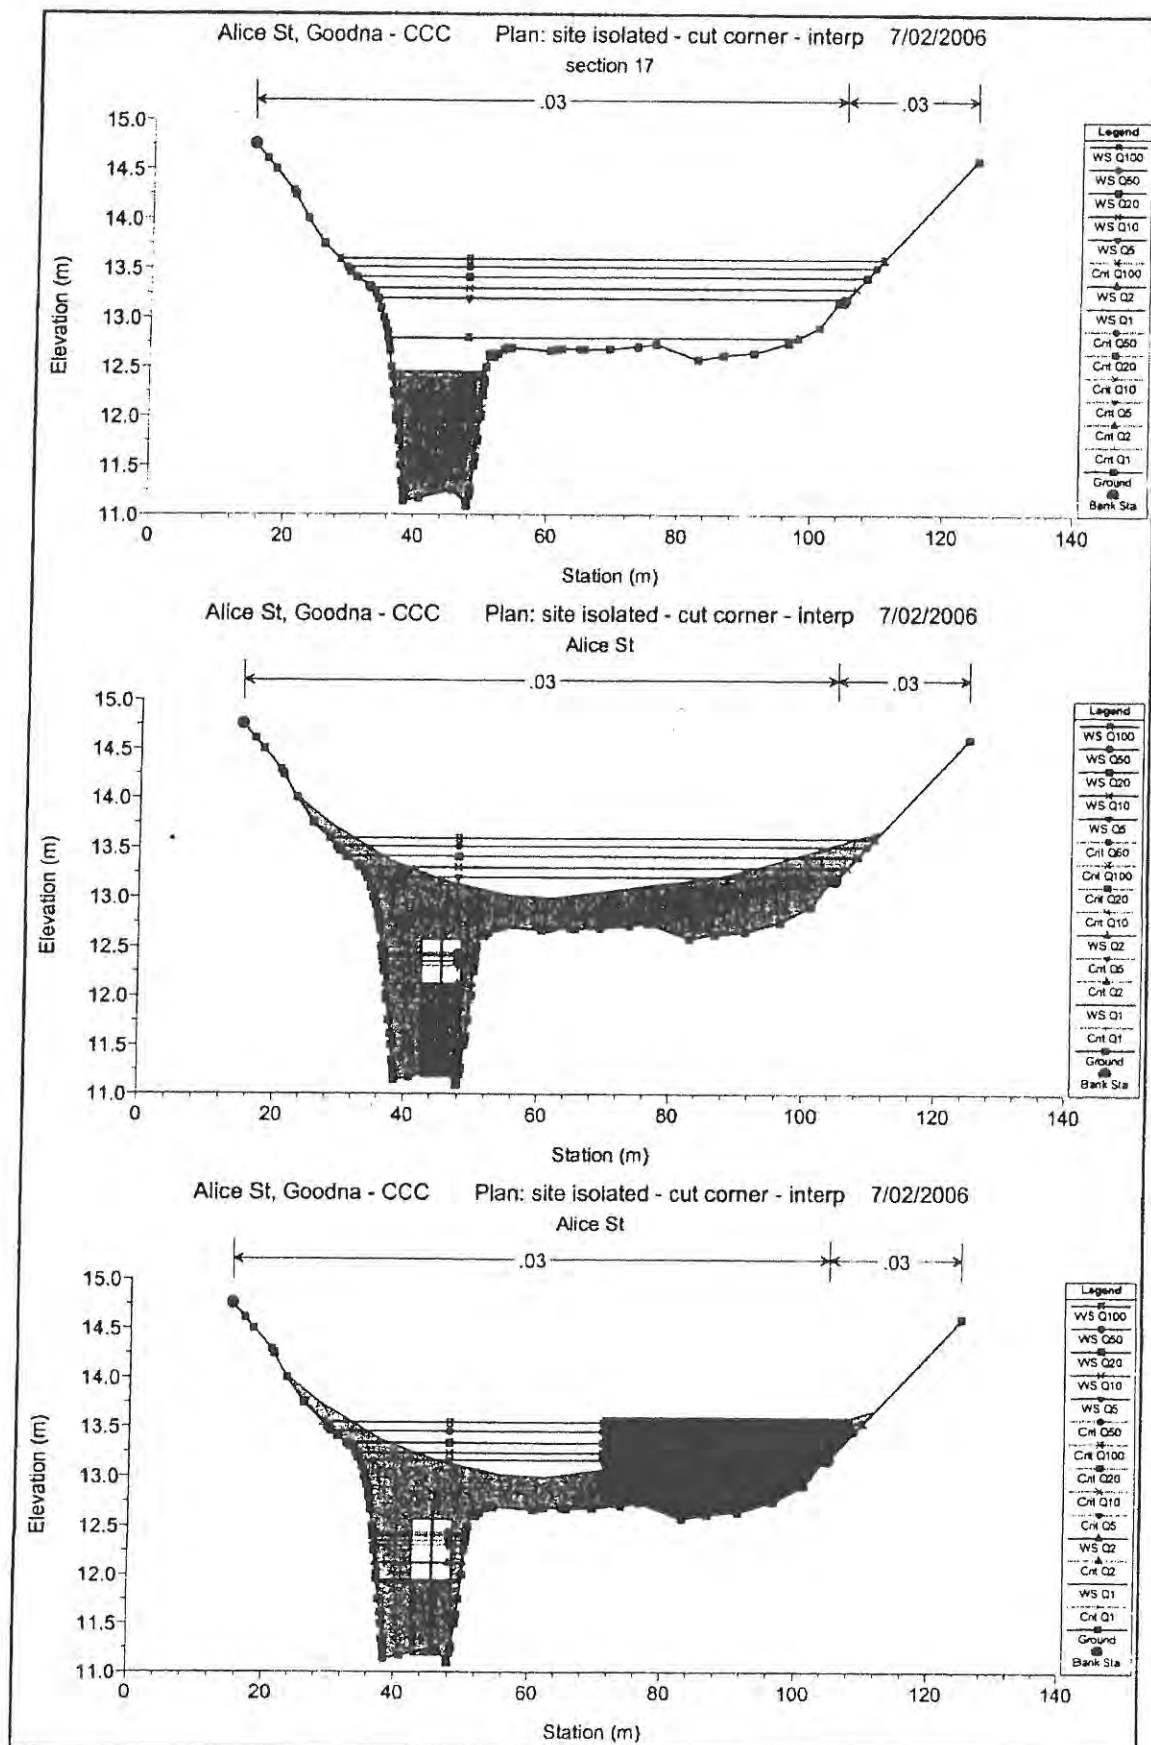 Alice St, Goodna - CCC Plan: site isolated - cut corner - interp 7/02/2006
section 17
.03 .03
15.0
14.5
14.0
13.5
13.0
12.5
12.0
11.5
11.0
Elevation (m)
0 20 40 60 80 100 120 140
Station (m)
Legend
WS Q100
WS Q50
WS Q20
WS Q10
WS Q5
Crit Q100
WS Q2
WS Q1
Crit Q50
Crit Q20
Crit Q10
Crit Q5
Crit Q2
Crit Q1
Ground
Bank Sta
Alice St, Goodna - CCC Plan: site isolated - cut corner - interp 7/02/2006
Alice St
.03 .03
15.0
14.5
14.0
13.5
13.0
12.5
12.0
11.5
11.0
Elevation (m)
0 20 40 60 80 100 120 140
Station (m)
Legend
WS Q100
WS Q50
WS Q20
WS Q10
WS Q5
Crit Q50
Crit Q100
Crit Q20
Crit Q10
WS Q2
Crit Q5
Crit Q2
WS Q1
Crit Q1
Ground
Bank Sta
Alice St, Goodna - CCC Plan: site isolated - cut corner - interp 7/02/2006
Alice St
.03 .03
15.0
14.5
14.0
13.5
13.0
12.5
12.0
11.5
11.0
Elevation (m)
0 20 40 60 80 100 120 140
Station (m)
Legend
WS Q100
WS Q50
WS Q20
WS Q10
WS Q5
Crit Q50
Crit Q100
Crit Q20
Crit Q10
Crit Q5
WS Q2
Crit Q2
WS Q1
Crit Q1
Ground
Bank Sta